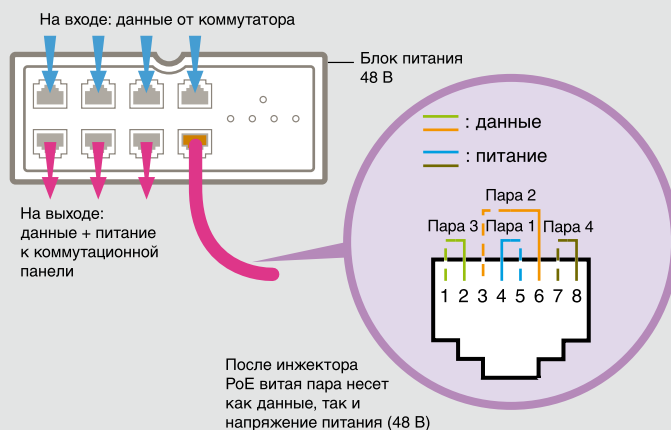 На входе: данные от коммутатора
Блок питания
48 В
: данные
: питание
Пара 2
Пара 3 Пара 1 Пара 4
1 2 3 4 5 6 7 8
На выходе:
данные + питание
к коммутационной
панели
После инжектора
PoE витая пара несет
как данные, так и
напряжение питания (48 В)